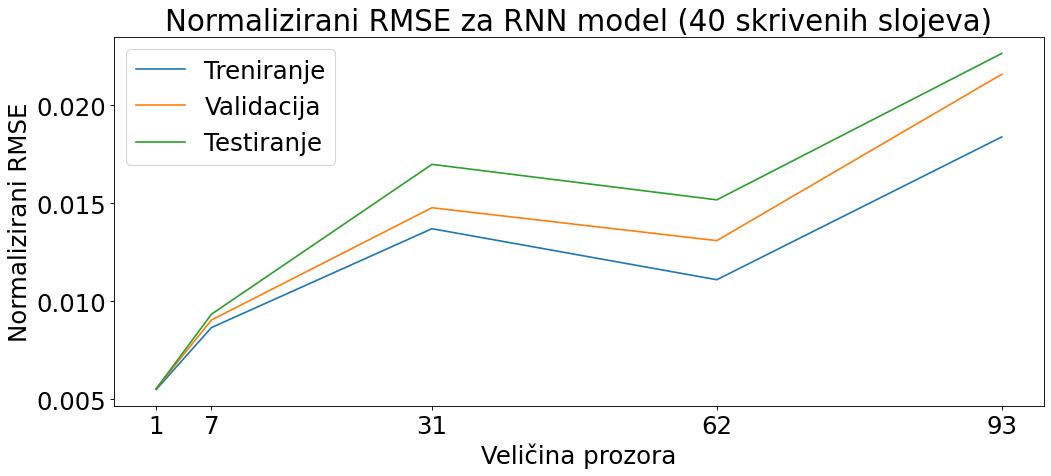 Normalizirani RMSE za RNN model (40 skrivenih slojeva)
Treniranje
Validacija
Testiranje
Normalizirani RMSE
0.020
0.015
0.010
0.005
1 7 31 62 93
Veličina prozora